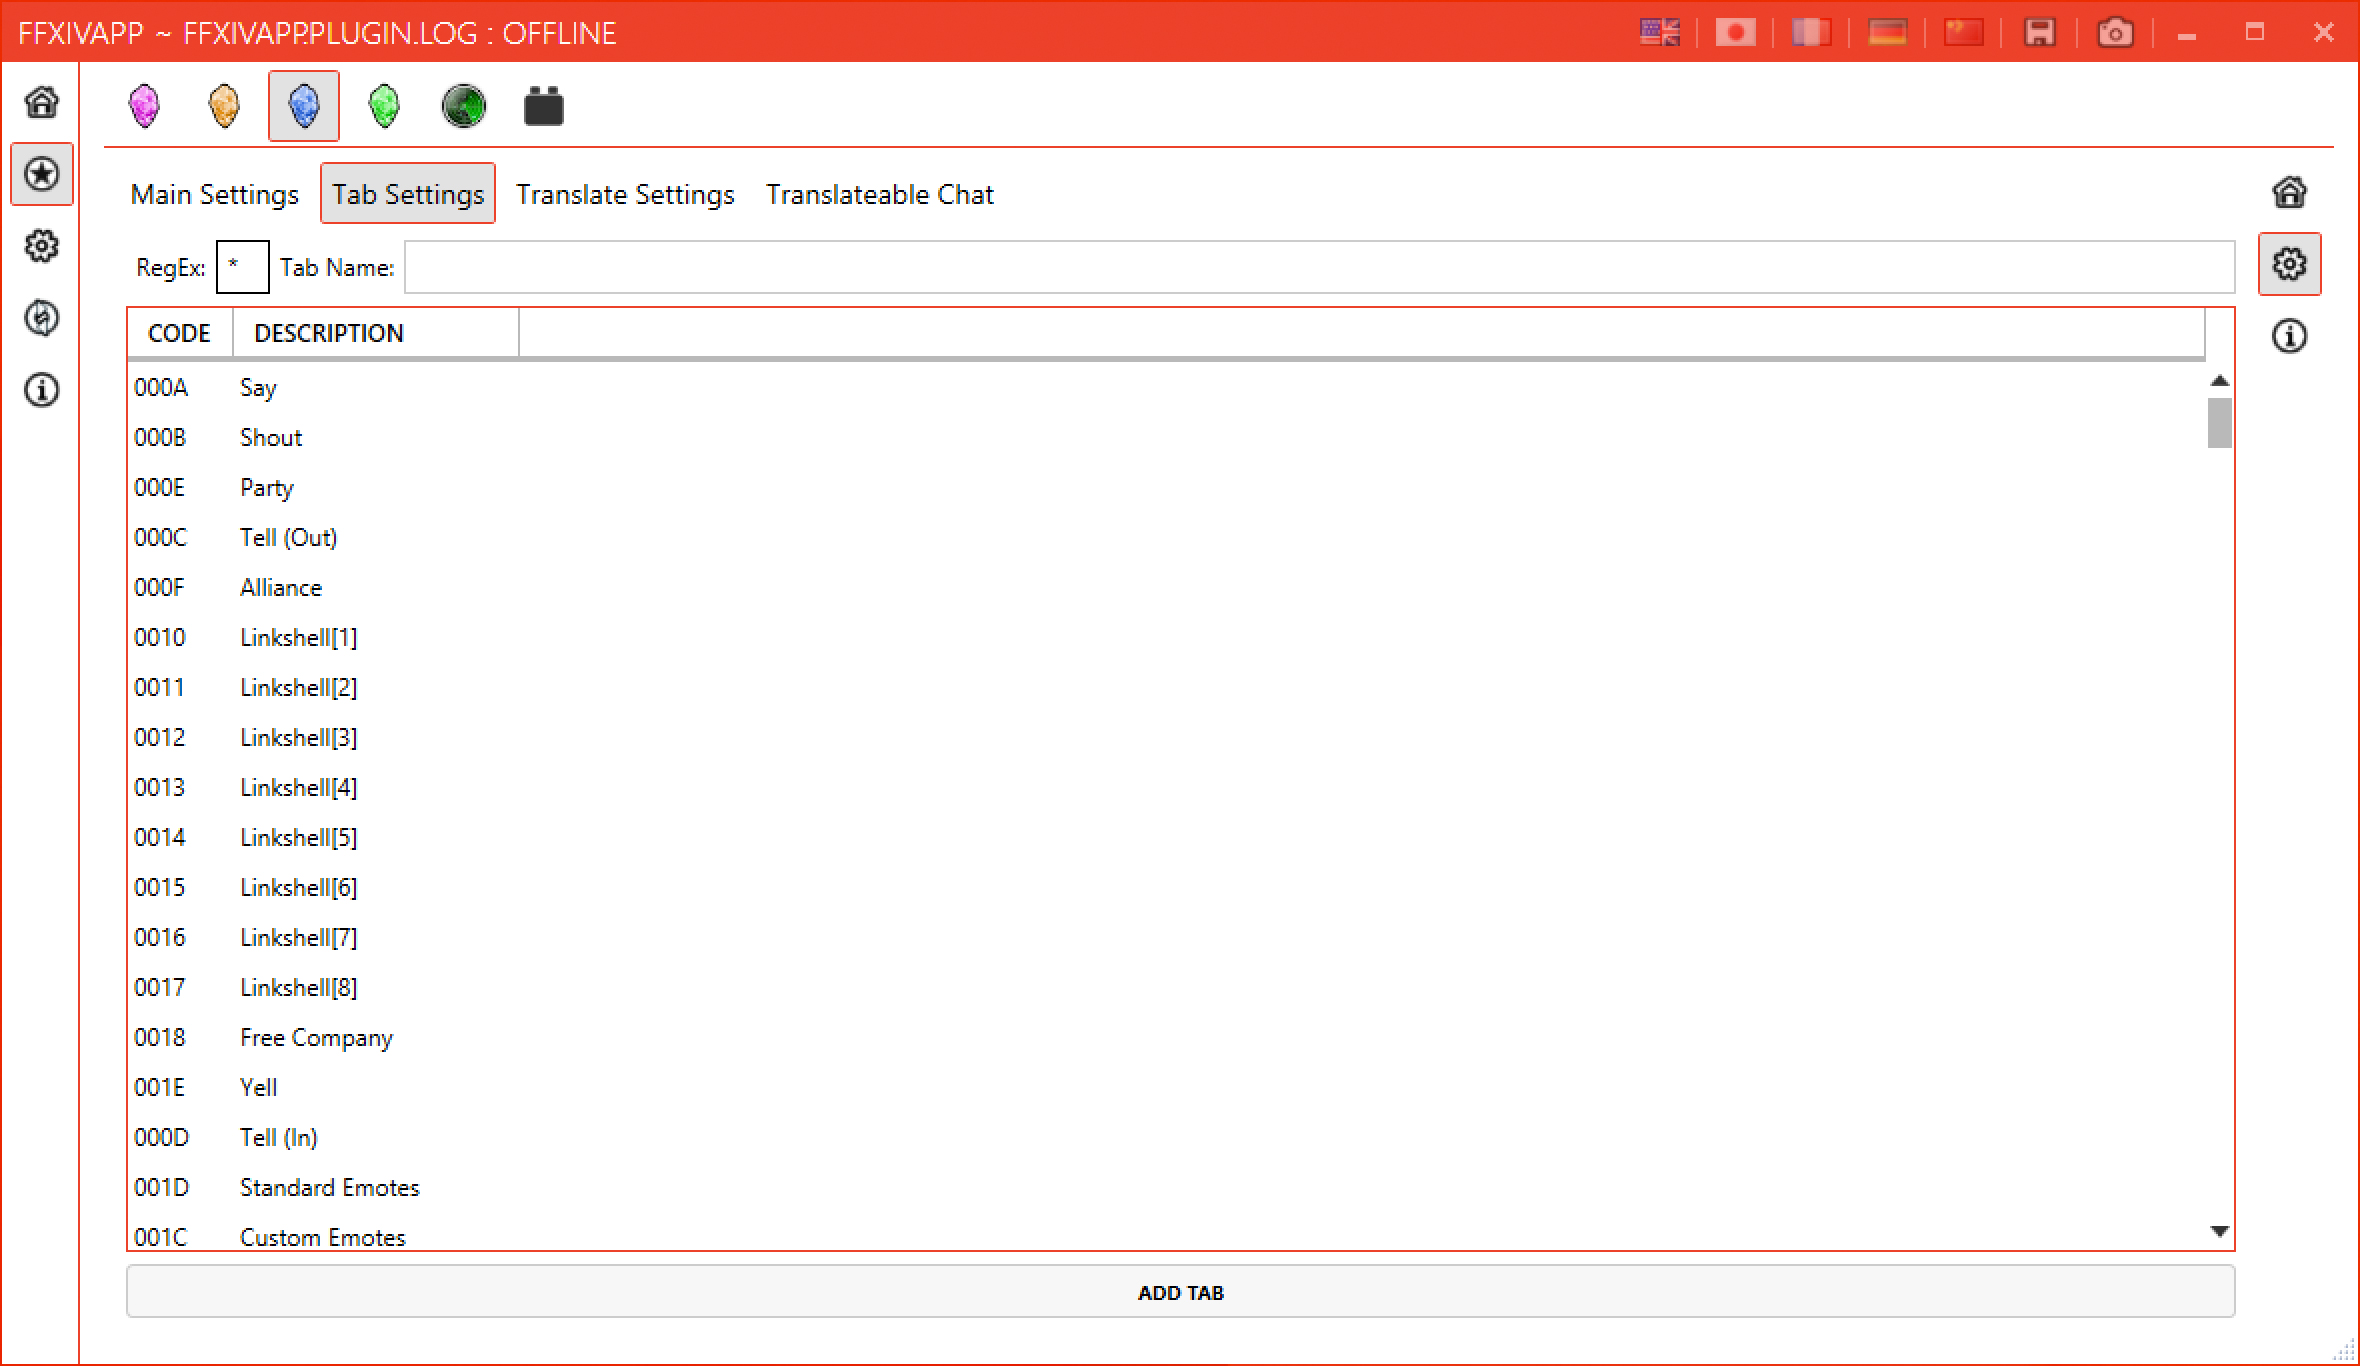 FFXIVAPP ~ FFXIVAPP.PLUGIN.LOG : OFFLINE
Main Settings Tab Settings Translate Settings Translateable Chat
RegEx: * Tab Name:
CODE DESCRIPTION
000A Say
000B Shout
000E Party
000C Tell (Out)
000F Alliance
0010 Linkshell[1]
0011 Linkshell[2]
0012 Linkshell[3]
0013 Linkshell[4]
0014 Linkshell[5]
0015 Linkshell[6]
0016 Linkshell[7]
0017 Linkshell[8]
0018 Free Company
001E Yell
000D Tell (In)
001D Standard Emotes
001C Custom Emotes
ADD TAB